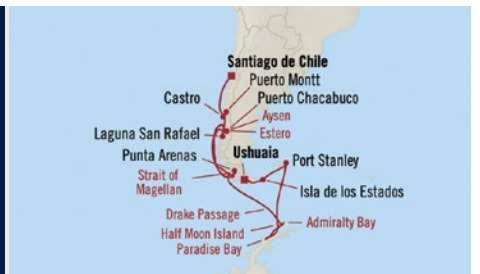 Santiago de Chile
Puerto Montt
Castro
Puerto Chacabuco
Aysen
Laguna San Rafael
Estero
Punta Arenas
Ushuaia
Port Stanley
Strait of
Magellan
Isla de los Estados
Drake Passage
Admiralty Bay
Half Moon Island
Paradise Bay